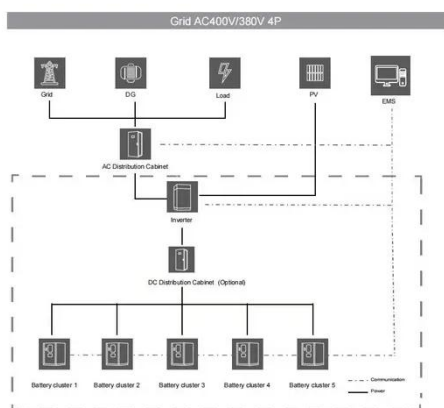 Grid AC400V/380V 4P
Grid
DG
Load
PV
EMS
AC Distribution Cabinet
Inverter
DC Distribution Cabinet (Optional)
Battery cluster 1
Battery cluster 2
Battery cluster 3
Battery cluster 4
Battery cluster 5
Communication
Power